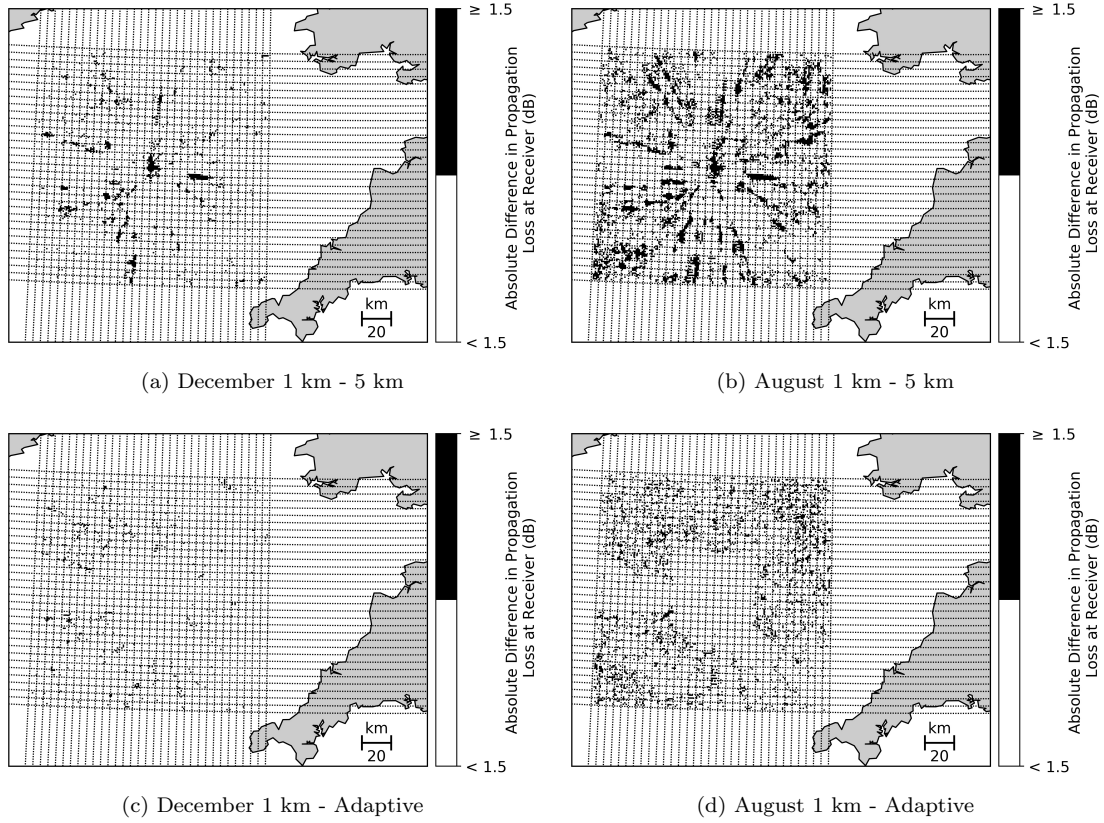 ≥ 1.5
Absolute Difference in Propagation
Loss at Receiver (dB)
< 1.5
km
20
(a) December 1 km - 5 km
≥ 1.5
Absolute Difference in Propagation
Loss at Receiver (dB)
< 1.5
km
20
(b) August 1 km - 5 km
≥ 1.5
Absolute Difference in Propagation
Loss at Receiver (dB)
< 1.5
km
20
(c) December 1 km - Adaptive
≥ 1.5
Absolute Difference in Propagation
Loss at Receiver (dB)
< 1.5
km
20
(d) August 1 km - Adaptive